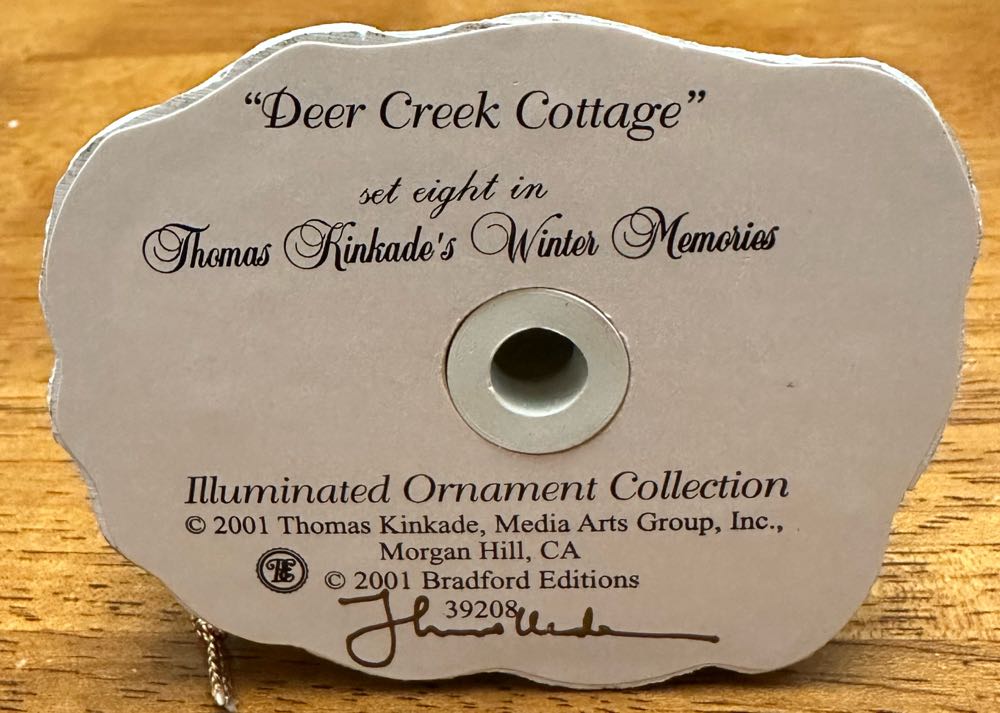 “Deer Creek Cottage”
set eight in
Thomas Kinkade's Winter Memories
Illuminated Ornament Collection
© 2001 Thomas Kinkade, Media Arts Group, Inc.,
Morgan Hill, CA
© 2001 Bradford Editions
39208